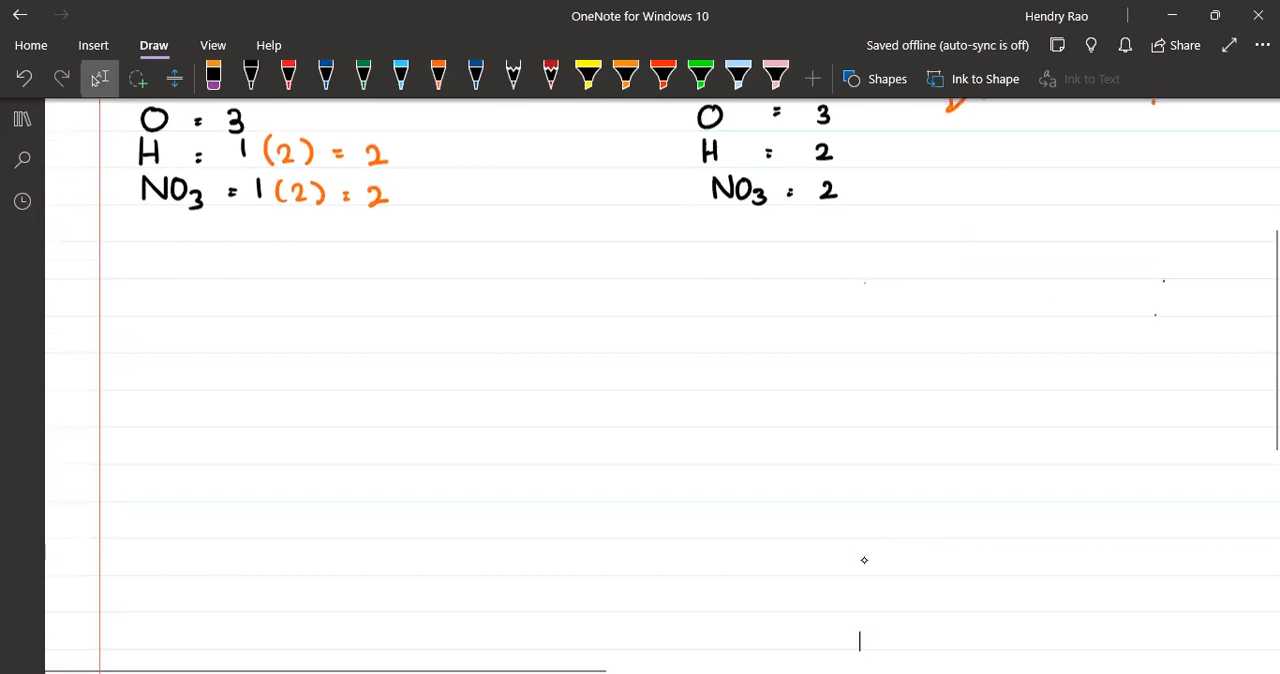 OneNote for Windows 10
Hendry Rao
Home Insert Draw View Help
Saved offline (auto-sync is off) Share
Shapes Ink to Shape Ink to Text
O = 3
O = 3
H = 1 (2) = 2
H = 2
NO₃ = 1 (2) = 2
NO₃ = 2